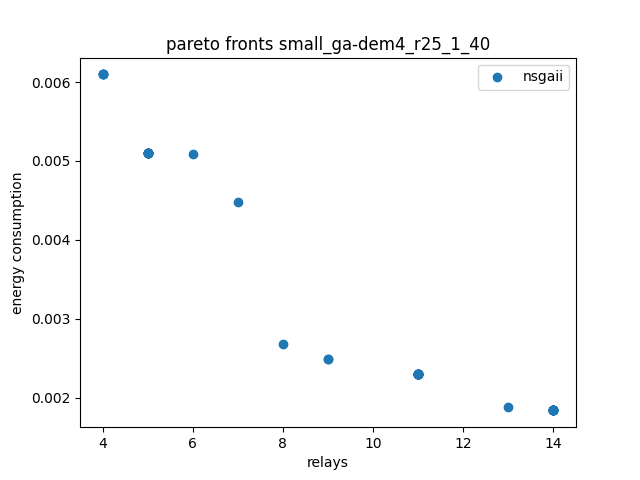 pareto fronts small_ga-dem4_r25_1_40
nsgaii
0.006
0.005
0.004
0.003
0.002
energy consumption
4 6 8 10 12 14
relays